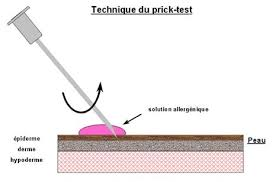 Technique du prick-test
solution allergénique
Peau
épiderme
derme
hypoderme